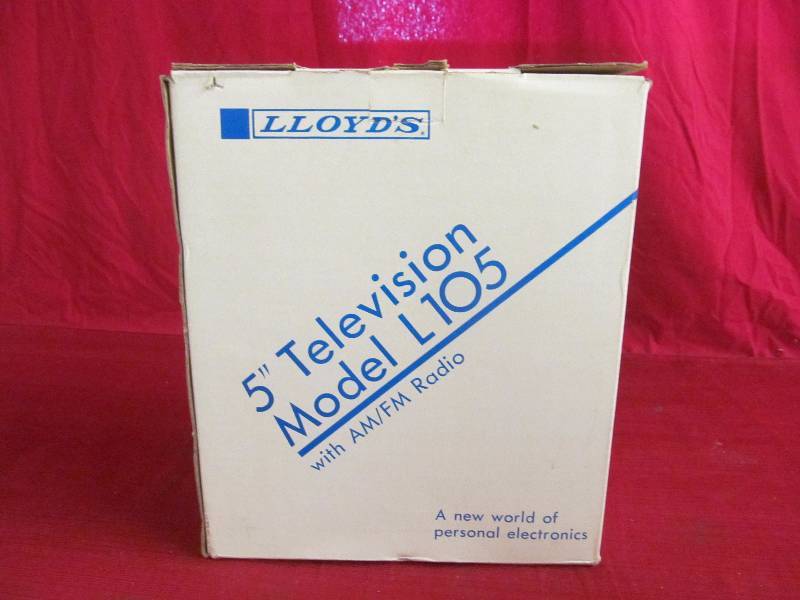 LLOYD'S®
5" Television
Model L105
with AM/FM Radio
A new world of
personal electronics